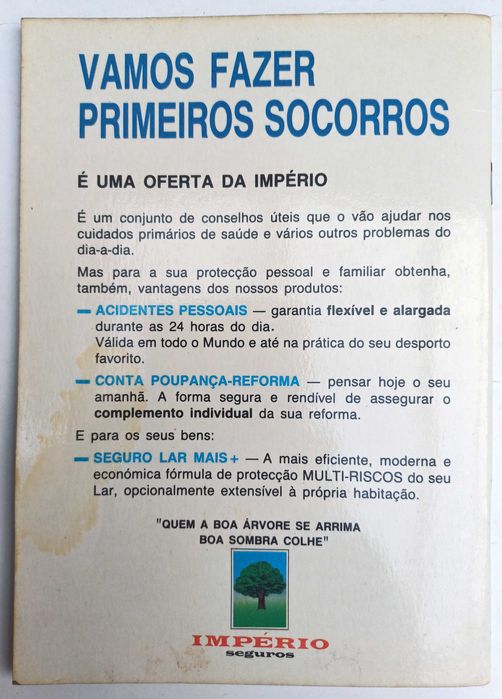 VAMOS FAZER
PRIMEIROS SOCORROS
É UMA OFERTA DA IMPÉRIO
É um conjunto de conselhos úteis que o vão ajudar nos
cuidados primários de saúde e vários outros problemas do
dia-a-dia.
Mas para a sua protecção pessoal e familiar obtenha,
também, vantagens dos nossos produtos:
— ACIDENTES PESSOAIS — garantia flexível e alargada
durante as 24 horas do dia.
Válida em todo o Mundo e até na prática do seu desporto
favorito.
— CONTA POUPANÇA-REFORMA — pensar hoje o seu
amanhã. A forma segura e rendível de assegurar o
complemento individual da sua reforma.
E para os seus bens:
— SEGURO LAR MAIS+ — A mais eficiente, moderna e
económica fórmula de protecção MULTI-RISCOS do seu
Lar, opcionalmente extensível à própria habitação.
"QUEM A BOA ÁRVORE SE ARRIMA
BOA SOMBRA COLHE"
IMPÉRIO
seguros